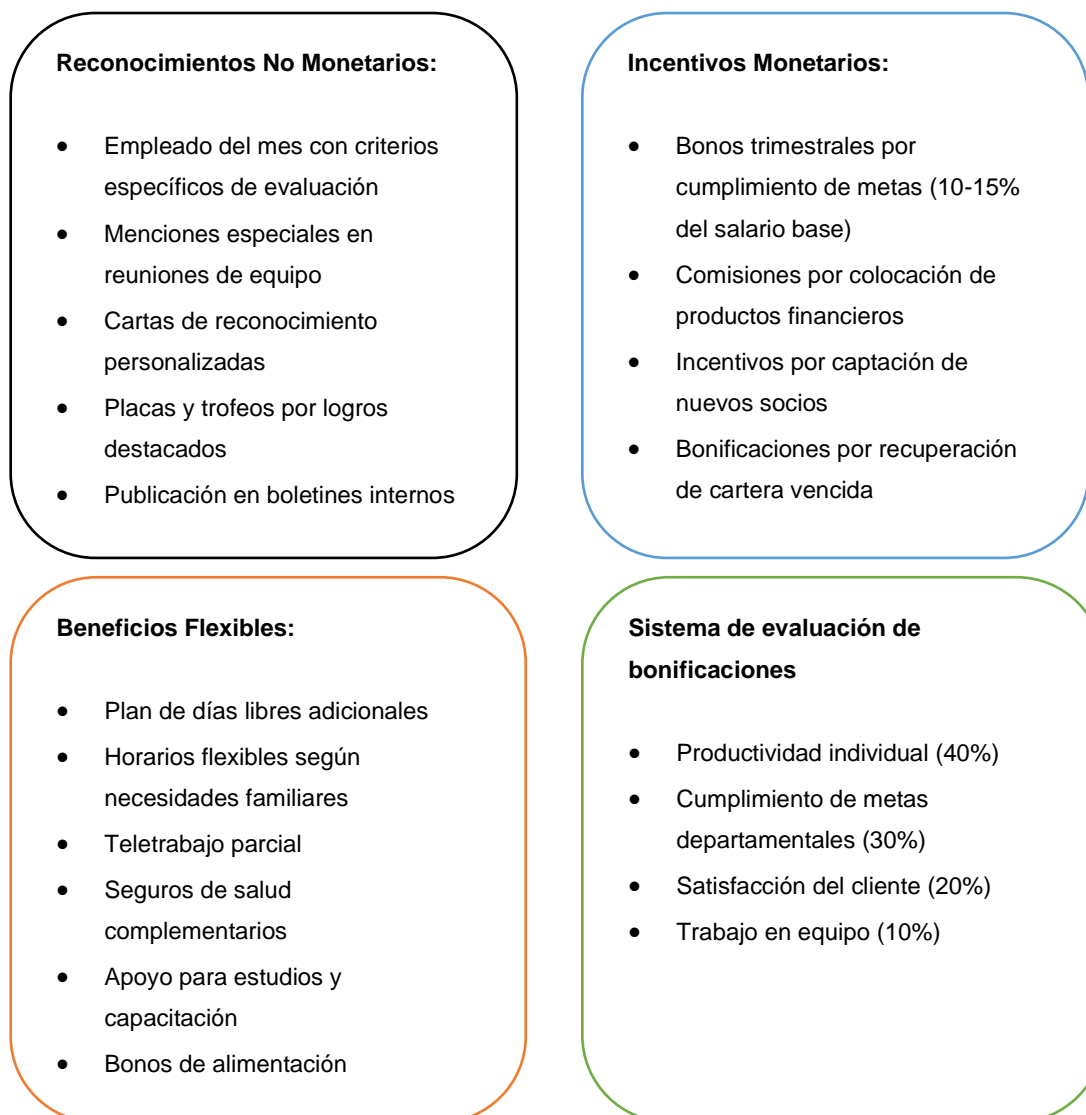 Reconocimientos No Monetarios:
• Empleado del mes con criterios
específicos de evaluación
• Menciones especiales en
reuniones de equipo
• Cartas de reconocimiento
personalizadas
• Placas y trofeos por logros
destacados
• Publicación en boletines internos
Incentivos Monetarios:
• Bonos trimestrales por
cumplimiento de metas (10-15%
del salario base)
• Comisiones por colocación de
productos financieros
• Incentivos por captación de
nuevos socios
• Bonificaciones por recuperación
de cartera vencida
Beneficios Flexibles:
• Plan de días libres adicionales
• Horarios flexibles según
necesidades familiares
• Teletrabajo parcial
• Seguros de salud
complementarios
• Apoyo para estudios y
capacitación
• Bonos de alimentación
Sistema de evaluación de
bonificaciones
• Productividad individual (40%)
• Cumplimiento de metas
departamentales (30%)
• Satisfacción del cliente (20%)
• Trabajo en equipo (10%)